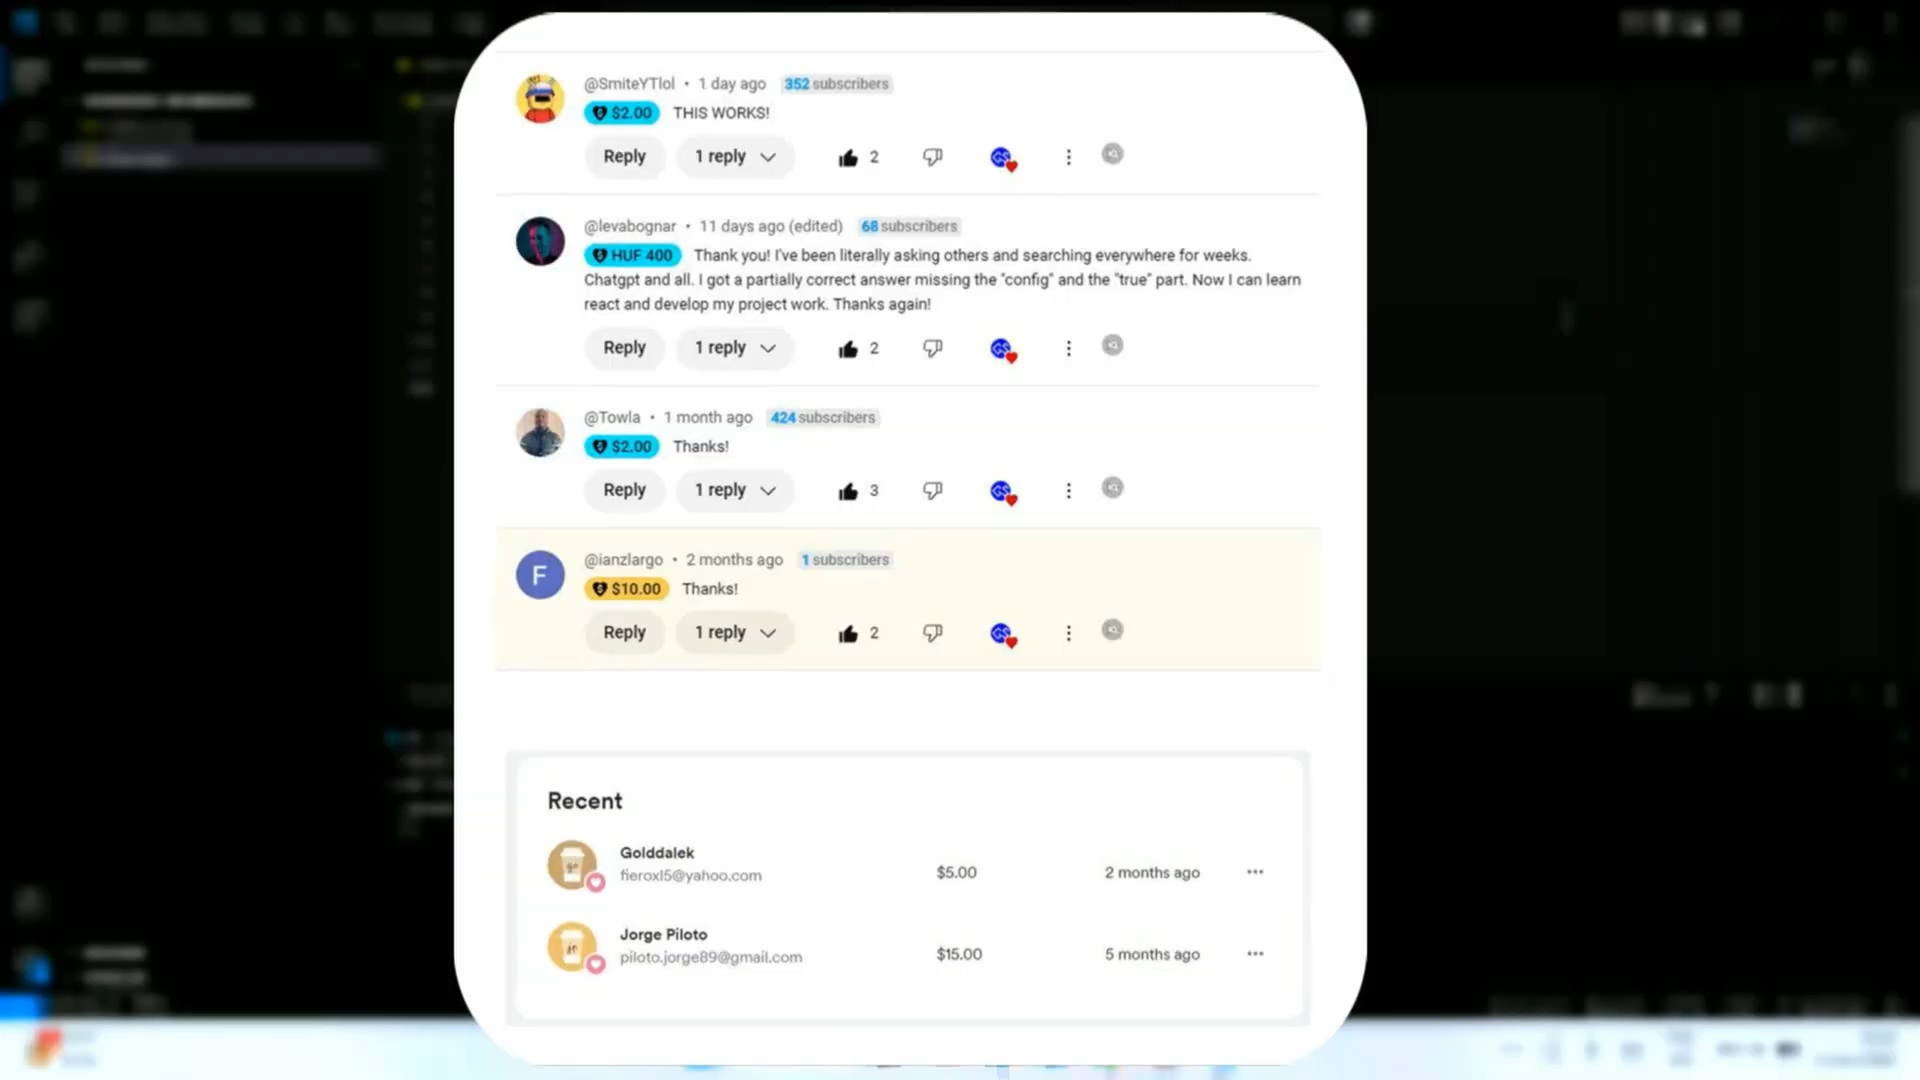 @SmiteYTlol • 1 day ago 352 subscribers
$2.00 THIS WORKS!
Reply 1 reply 2
@levabognar • 11 days ago (edited) 68 subscribers
HUF 400 Thank you! I've been literally asking others and searching everywhere for weeks.
Chatgpt and all. I got a partially correct answer missing the "config" and the "true" part. Now I can learn
react and develop my project work. Thanks again!
Reply 1 reply 2
@Towla • 1 month ago 424 subscribers
$2.00 Thanks!
Reply 1 reply 3
F
@ianzlargo • 2 months ago 1 subscribers
$10.00 Thanks!
Reply 1 reply 2
Recent
Golddalek
fieroxl5@yahoo.com $5.00 2 months ago
Jorge Piloto
piloto.jorge89@gmail.com $15.00 5 months ago